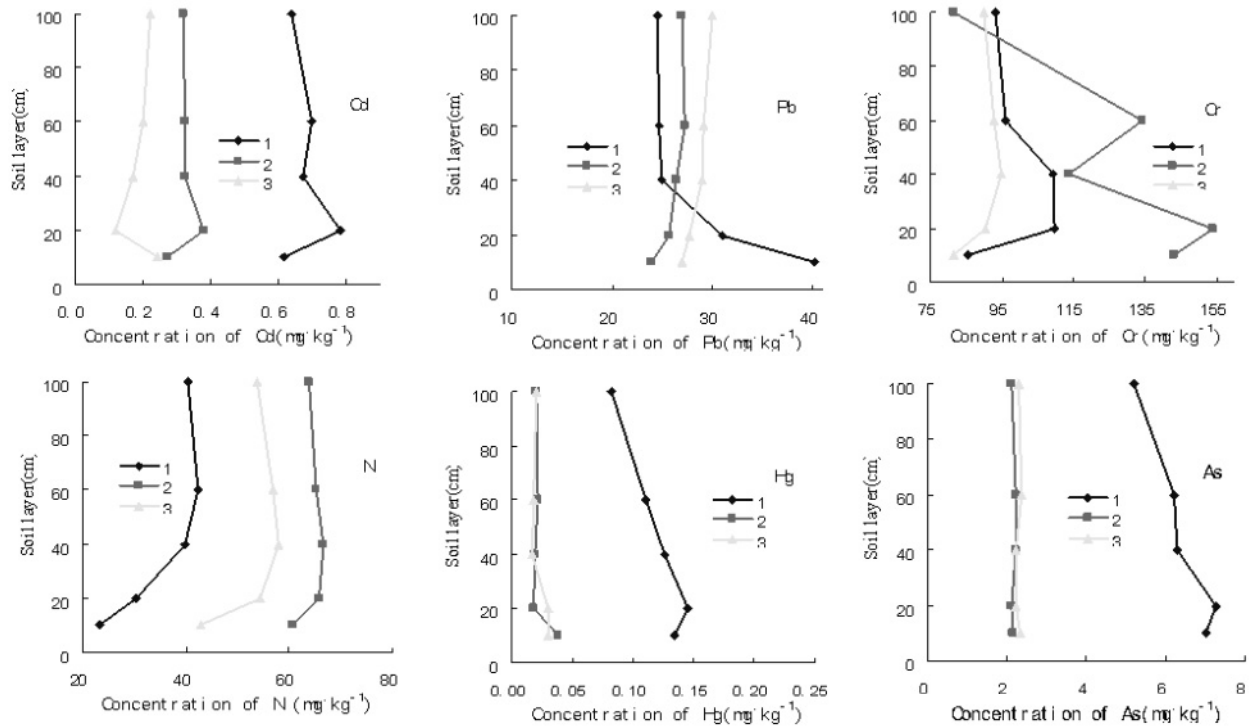 100
80
60
40
20
0
Soil layer(cm)
Cd
1
2
3
0.0 0.2 0.4 0.6 0.8
Concentration of Cd(mg·kg⁻¹)
100
80
60
40
20
0
Soil layer(cm)
Pb
1
2
3
10 20 30 40
Concentration of Pb(mg·kg⁻¹)
100
80
60
40
20
0
Soil layer(cm)
Cr
1
2
3
75 95 115 135 155
Concentration of Cr(mg·kg⁻¹)
100
80
60
40
20
0
Soil layer(cm)
N
1
2
3
20 40 60 80
Concentration of N (mg·kg⁻¹)
100
80
60
40
20
0
Soil layer(cm)
Hg
1
2
3
0.00 0.05 0.10 0.15 0.20 0.25
Concentration of Hg(mg·kg⁻¹)
100
80
60
40
20
0
Soil layer(cm)
As
1
2
3
0 2 4 6 8
Concentration of As(mg·kg⁻¹)